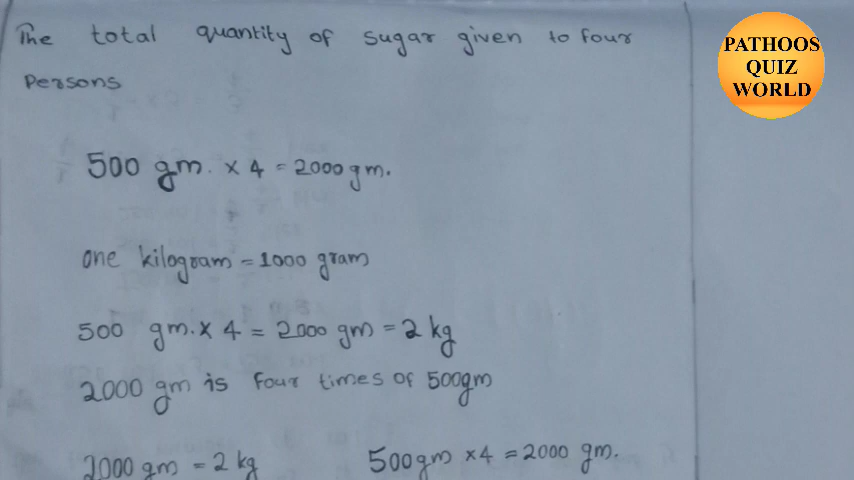 The total quantity of sugar given to four
Persons
500 gm. × 4 = 2000 gm.
one kilogram = 1000 gram
500 gm. × 4 = 2000 gm = 2 kg
2000 gm is four times of 500gm
2000 gm = 2 kg 500gm ×4 = 2000 gm.
PATHOOS
QUIZ
WORLD